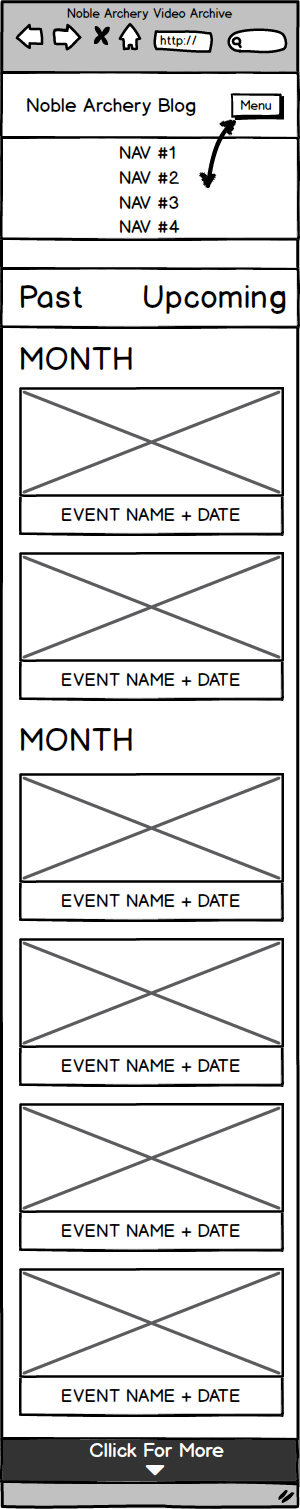 Noble Archery Video Archive
http://
Noble Archery Blog
Menu
NAV #1
NAV #2
NAV #3
NAV #4
Past Upcoming
MONTH
EVENT NAME + DATE
EVENT NAME + DATE
MONTH
EVENT NAME + DATE
EVENT NAME + DATE
EVENT NAME + DATE
EVENT NAME + DATE
Cllick For More